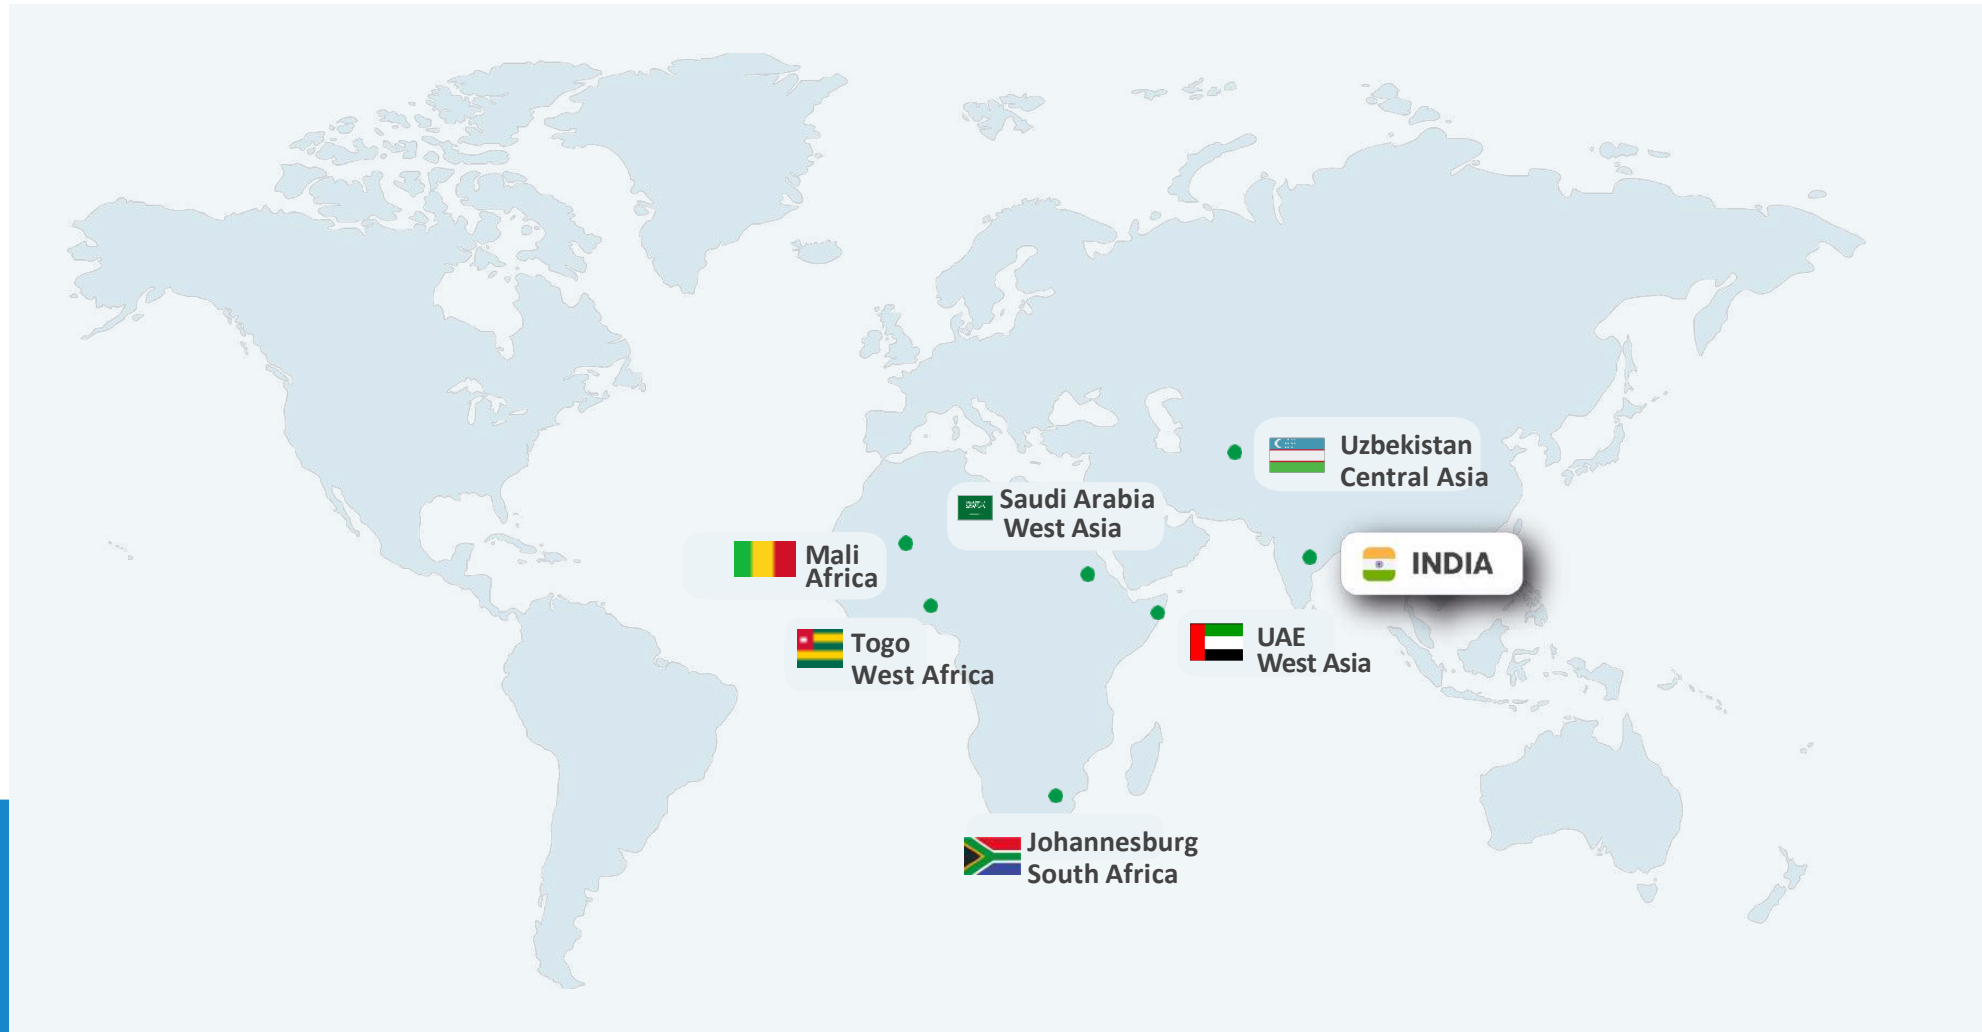 Uzbekistan
Central Asia
Saudi Arabia
West Asia
INDIA
Mali
Africa
UAE
West Asia
Togo
West Africa
Johannesburg
South Africa